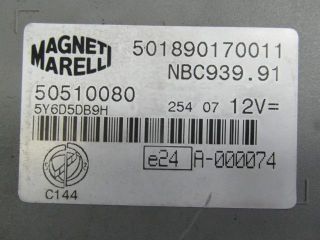 MAGNETI MARELLI
501890170011
NBC939.91
50510080
5Y6D5DB9H
254 07 12V=
e24 A-000074
C144